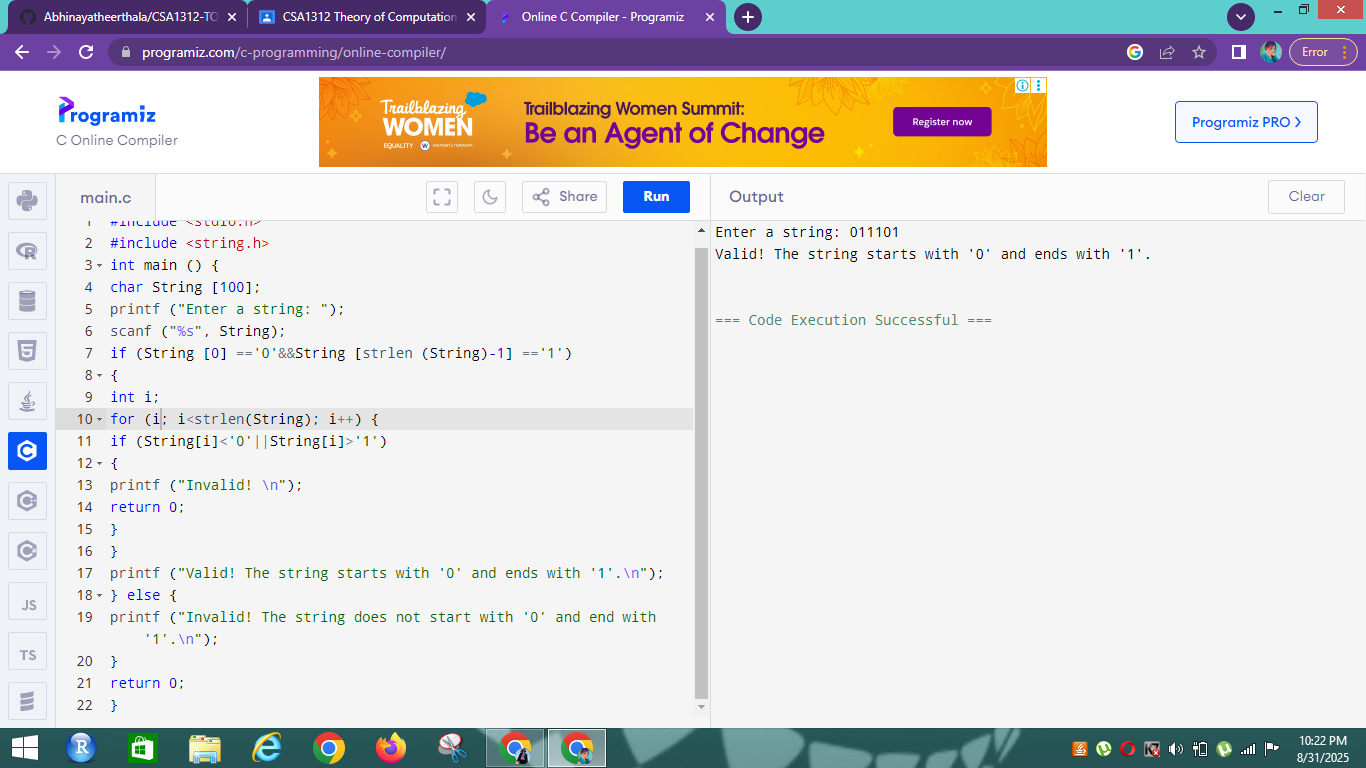 Abhinayatheerthala/CSA1312-TO
CSA1312 Theory of Computation
Online C Compiler - Programiz
programiz.com/c-programming/online-compiler/
Error
Programiz
C Online Compiler
Trailblazing
WOMEN
EQUALITY
women's network
Trailblazing Women Summit:
Be an Agent of Change
Register now
Programiz PRO
main.c
Share
Run
Output
Clear
1 #include <stdio.h>
2 #include <string.h>
3 int main () {
4 char String [100];
5 printf ("Enter a string: ");
6 scanf ("%s", String);
7 if (String [0] =='0'&&String [strlen (String)-1] =='1')
8 {
9 int i;
10 for (i; i<strlen(String); i++) {
11 if (String[i]<'0'||String[i]>'1')
12 {
13 printf ("Invalid! \n");
14 return 0;
15 }
16 }
17 printf ("Valid! The string starts with '0' and ends with '1'.\n");
18 } else {
19 printf ("Invalid! The string does not start with '0' and end with
'1'.\n");
20 }
21 return 0;
22 }
Enter a string: 011101
Valid! The string starts with '0' and ends with '1'.
=== Code Execution Successful ===
JS
TS
10:22 PM
8/31/2025